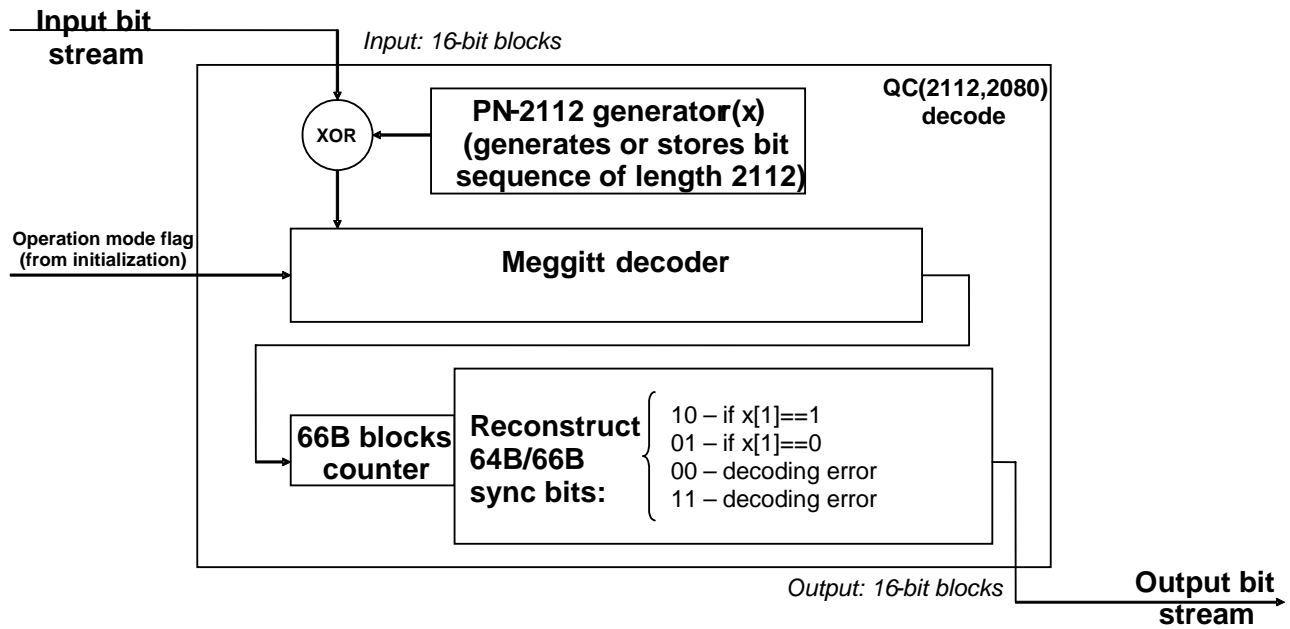 Input bit
stream
Input: 16-bit blocks
QC(2112,2080)
decode
XOR
PN-2112 generator(x)
(generates or stores bit
sequence of length 2112)
Operation mode flag
(from initialization)
Meggitt decoder
66B blocks
counter
Reconstruct
64B/66B
sync bits:
10 – if x[1]==1
01 – if x[1]==0
00 – decoding error
11 – decoding error
Output: 16-bit blocks
Output bit
stream